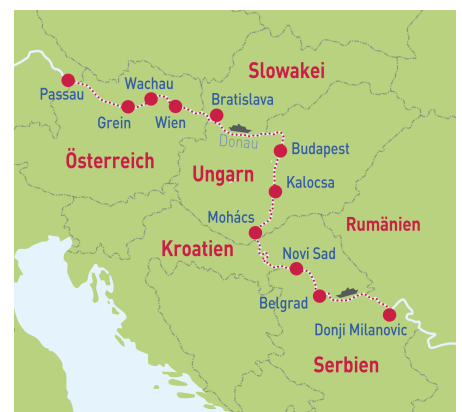 Slowakei
Wachau
Passau
Bratislava
Grein
Wien
Donau
Budapest
Österreich
Ungarn
Kalocsa
Mohács
Rumänien
Kroatien
Novi Sad
Belgrad
Donji Milanovic
Serbien